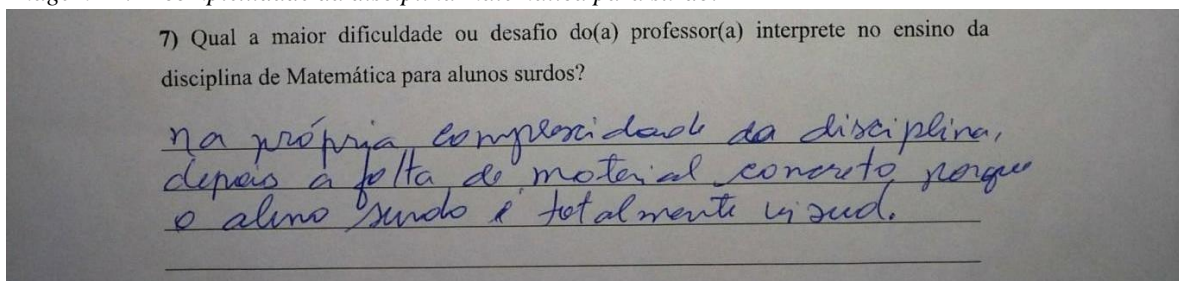 7) Qual a maior dificuldade ou desafio do(a) professor(a) interprete no ensino da
disciplina de Matemática para alunos surdos?
na própria complexidade da disciplina,
depois a falta de material concreto porque
o aluno surdo é totalmente visual.